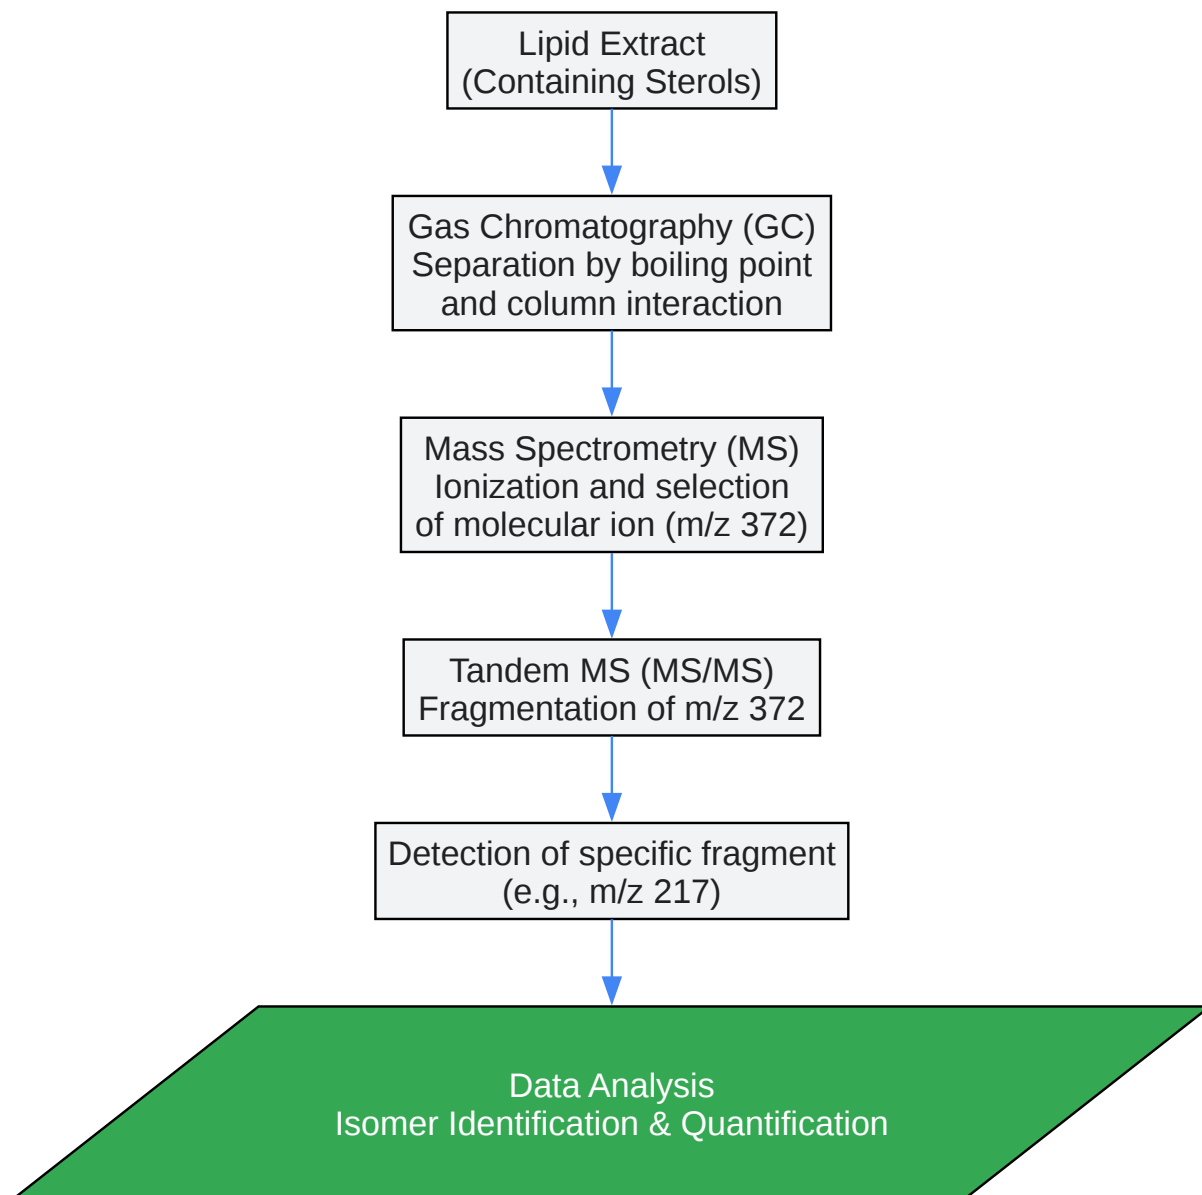 Lipid Extract
(Containing Sterols)
Gas Chromatography (GC)
Separation by boiling point
and column interaction
Mass Spectrometry (MS)
Ionization and selection
of molecular ion (m/z 372)
Tandem MS (MS/MS)
Fragmentation of m/z 372
Detection of specific fragment
(e.g., m/z 217)
Data Analysis
Isomer Identification & Quantification